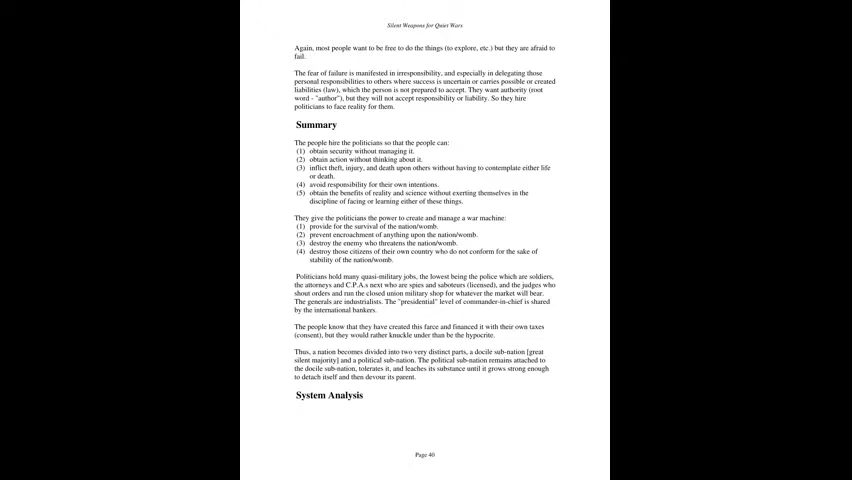 Silent Weapons for Quiet Wars
Again, most people want to be free to do the things (to explore, etc.) but they are afraid to
fail.
The fear of failure is manifested in irresponsibility, and especially in delegating those
personal responsibilities to others where success is uncertain or carries possible or created
liabilities (law), which the person is not prepared to accept. They want authority (root
word - "author"), but they will not accept responsibility or liability. So they hire
politicians to face reality for them.
Summary
The people hire the politicians so that the people can:
(1) obtain security without managing it.
(2) obtain action without thinking about it.
(3) inflict theft, injury, and death upon others without having to contemplate either life
or death.
(4) avoid responsibility for their own intentions.
(5) obtain the benefits of reality and science without exerting themselves in the
discipline of facing or learning either of these things.
They give the politicians the power to create and manage a war machine:
(1) provide for the survival of the nation/womb.
(2) prevent encroachment of anything upon the nation/womb.
(3) destroy the enemy who threatens the nation/womb.
(4) destroy those citizens of their own country who do not conform for the sake of
stability of the nation/womb.
Politicians hold many quasi-military jobs, the lowest being the police which are soldiers,
the attorneys and C.P.A.s next who are spies and saboteurs (licensed), and the judges who
shout orders and run the closed union military shop for whatever the market will bear.
The generals are industrialists. The "presidential" level of commander-in-chief is shared
by the international bankers.
The people know that they have created this farce and financed it with their own taxes
(consent), but they would rather knuckle under than be the hypocrite.
Thus, a nation becomes divided into two very distinct parts, a docile sub-nation [great
silent majority] and a political sub-nation. The political sub-nation remains attached to
the docile sub-nation, tolerates it, and leaches its substance until it grows strong enough
to detach itself and then devour its parent.
System Analysis
Page 40